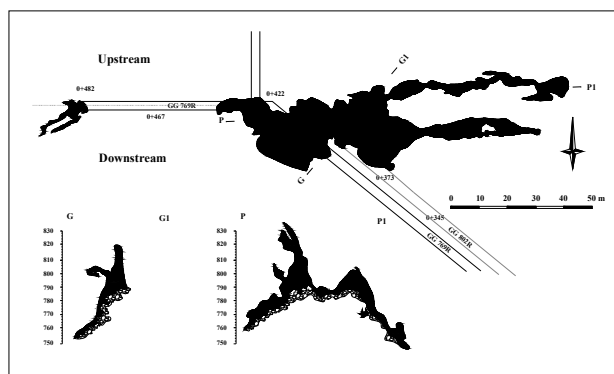 Upstream
G1
0+482
0+422
P1
GG 769R
0+467
P
Downstream
G
0+373
0+345
GG 802R
GG 769R
0 10 20 30 40 50 m
G G1
830
820
810
800
790
780
770
760
750
P P1
830
820
810
800
790
780
770
760
750